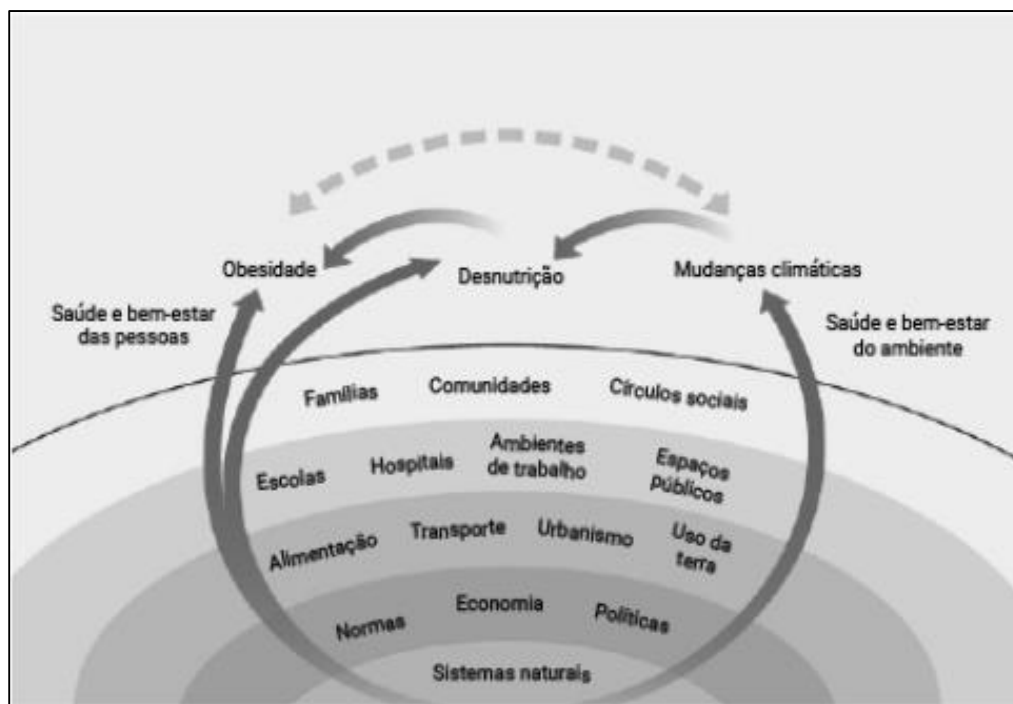 Obesidade
Desnutrição
Mudanças climáticas
Saúde e bem-estar
das pessoas
Saúde e bem-estar
do ambiente
Famílias
Comunidades
Círculos sociais
Escolas
Hospitais
Ambientes
de trabalho
Espaços
públicos
Alimentação
Transporte
Urbanismo
Uso da
terra
Normas
Economia
Políticas
Sistemas naturais